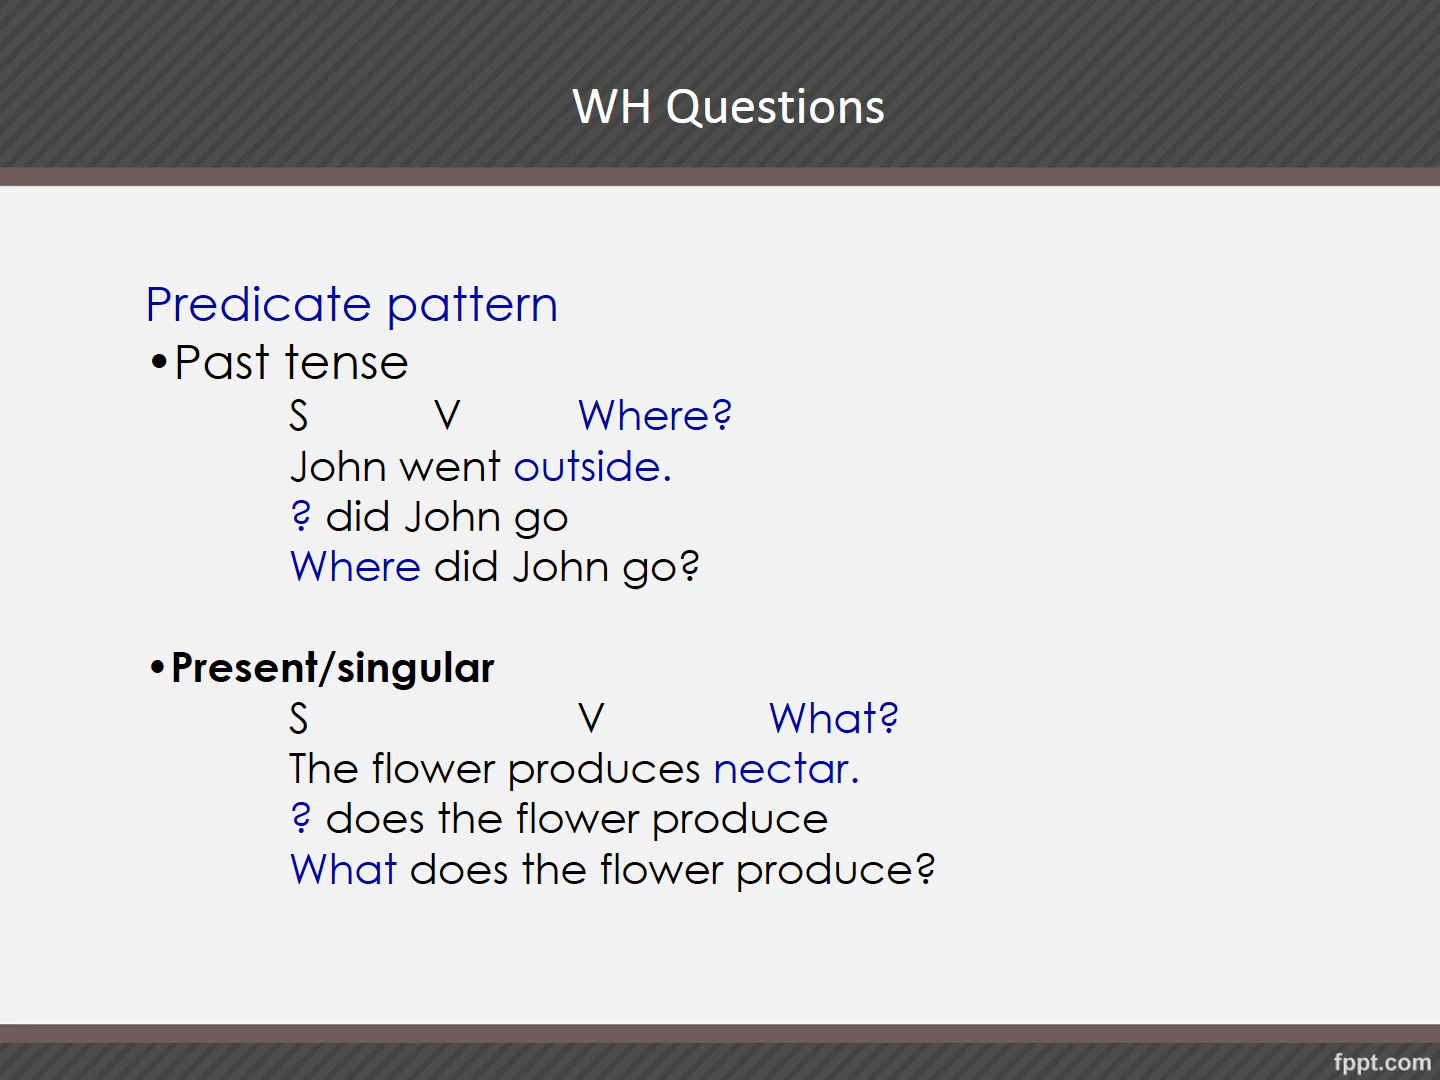 WH Questions
Predicate pattern
•Past tense
S V Where?
John went outside.
? did John go
Where did John go?
•Present/singular
S V What?
The flower produces nectar.
? does the flower produce
What does the flower produce?
fppt.com